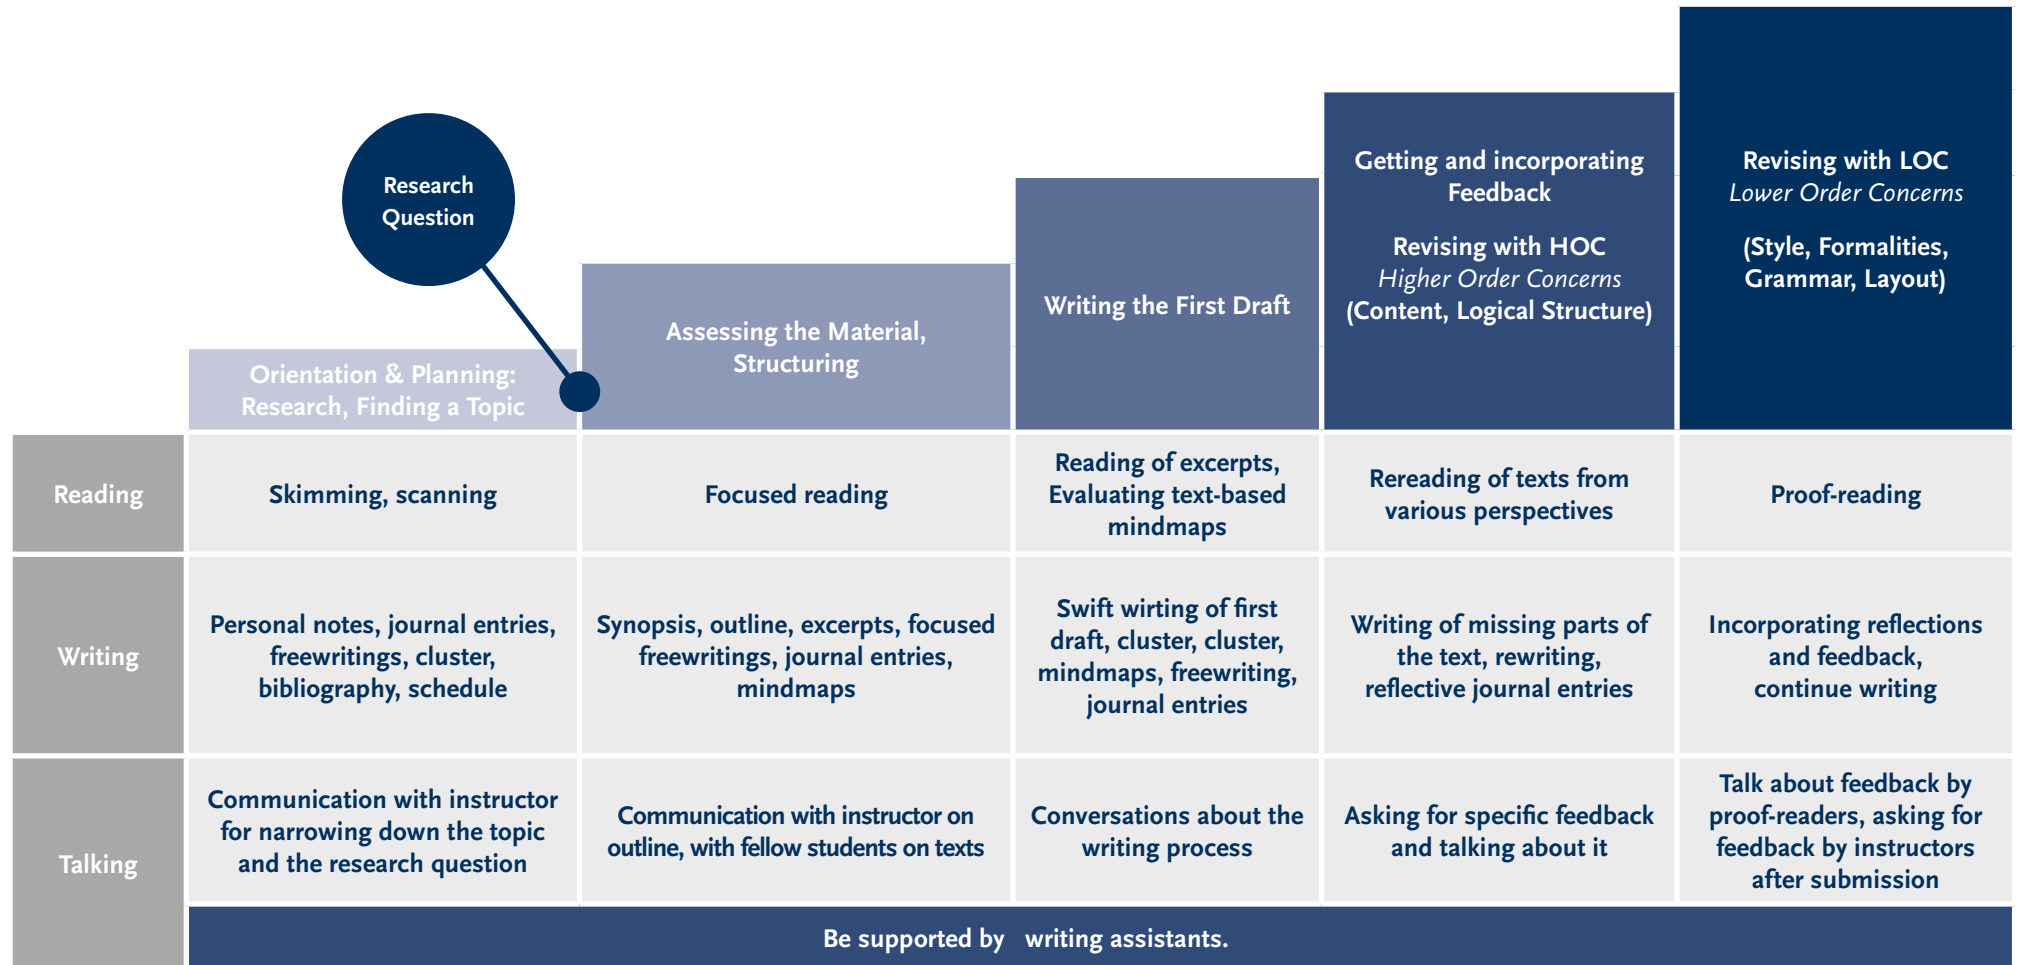 Research
Question
Orientation & Planning:
Research, Finding a Topic
Assessing the Material,
Structuring
Writing the First Draft
Getting and incorporating
Feedback
Revising with HOC
Higher Order Concerns
(Content, Logical Structure)
Revising with LOC
Lower Order Concerns
(Style, Formalities,
Grammar, Layout)
Reading
Skimming, scanning
Focused reading
Reading of excerpts,
Evaluating text-based
mindmaps
Rereading of texts from
various perspectives
Proof-reading
Writing
Personal notes, journal entries,
freewritings, cluster,
bibliography, schedule
Synopsis, outline, excerpts, focused
freewritings, journal entries,
mindmaps
Swift wirting of first
draft, cluster, cluster,
mindmaps, freewriting,
journal entries
Writing of missing parts of
the text, rewriting,
reflective journal entries
Incorporating reflections
and feedback,
continue writing
Talking
Communication with instructor
for narrowing down the topic
and the research question
Communication with instructor on
outline, with fellow students on texts
Conversations about the
writing process
Asking for specific feedback
and talking about it
Talk about feedback by
proof-readers, asking for
feedback by instructors
after submission
Be supported by writing assistants.